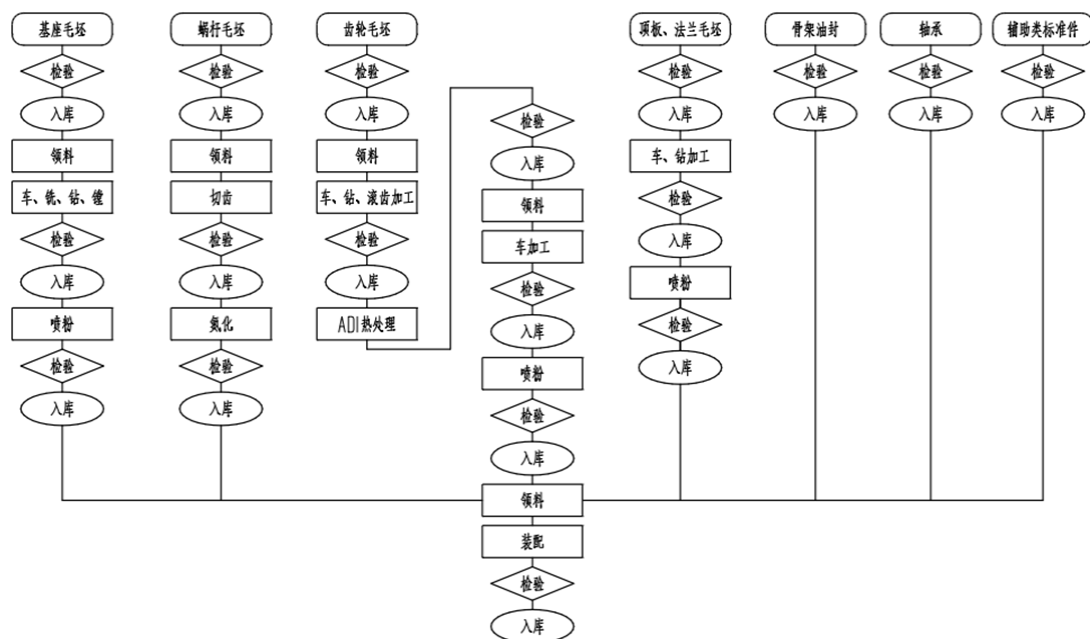 基座毛坯
检验
入库
领料
车、铣、钻、镗
检验
入库
喷粉
检验
入库
蜗杆毛坯
检验
入库
领料
切齿
检验
入库
氮化
检验
入库
齿轮毛坯
检验
入库
领料
车、钻、滚齿加工
检验
入库
ADI热处理
检验
入库
领料
车加工
检验
入库
喷粉
检验
入库
领料
装配
检验
入库
顶板、法兰毛坯
检验
入库
车、钻加工
检验
入库
喷粉
检验
入库
骨架油封
检验
入库
轴承
检验
入库
辅助类标准件
检验
入库